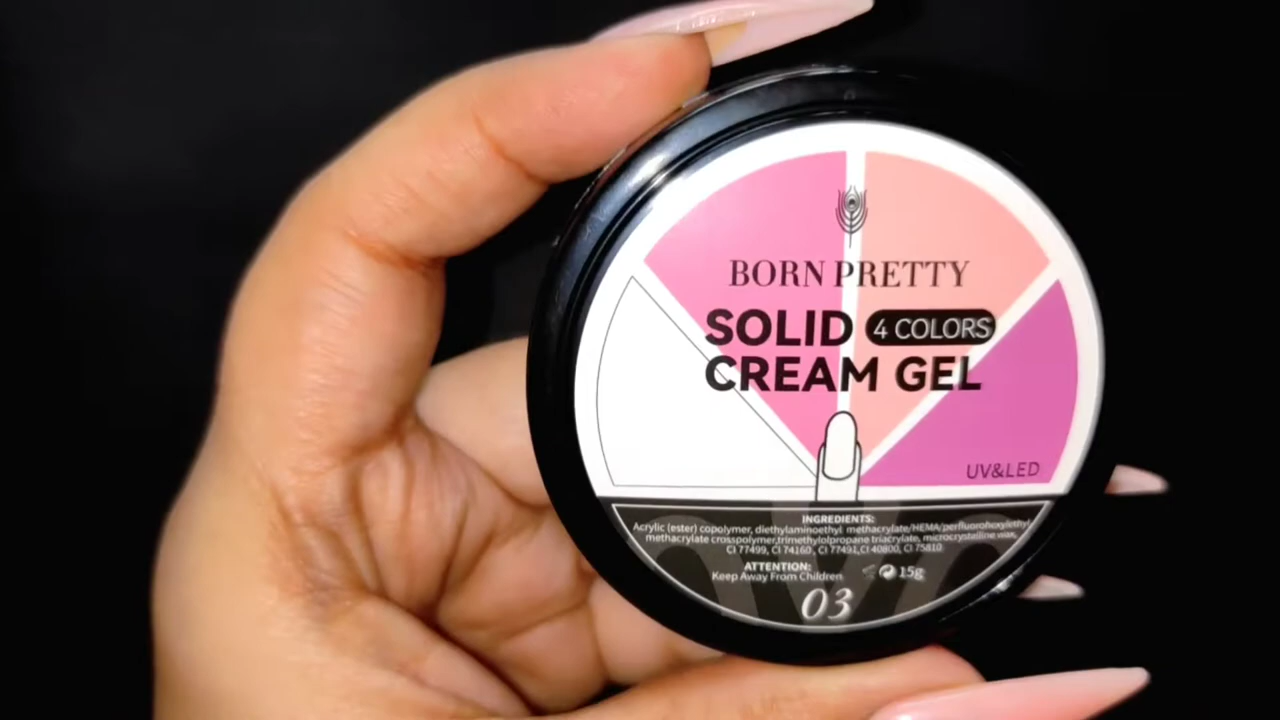 BORN PRETTY
SOLID 4 COLORS
CREAM GEL
UV&LED
INGREDIENTS:
Acrylic (ester) copolymer, diethylaminoethyl methacrylate/HEMA/perfluorohexylethyl
methacrylate crosspolymer,trimethylolpropane triacrylate, microcrystalline wax,
CI 77499, CI 74160, CI 77491,CI 40800, CI 75810
ATTENTION:
Keep Away From Children
15g
03